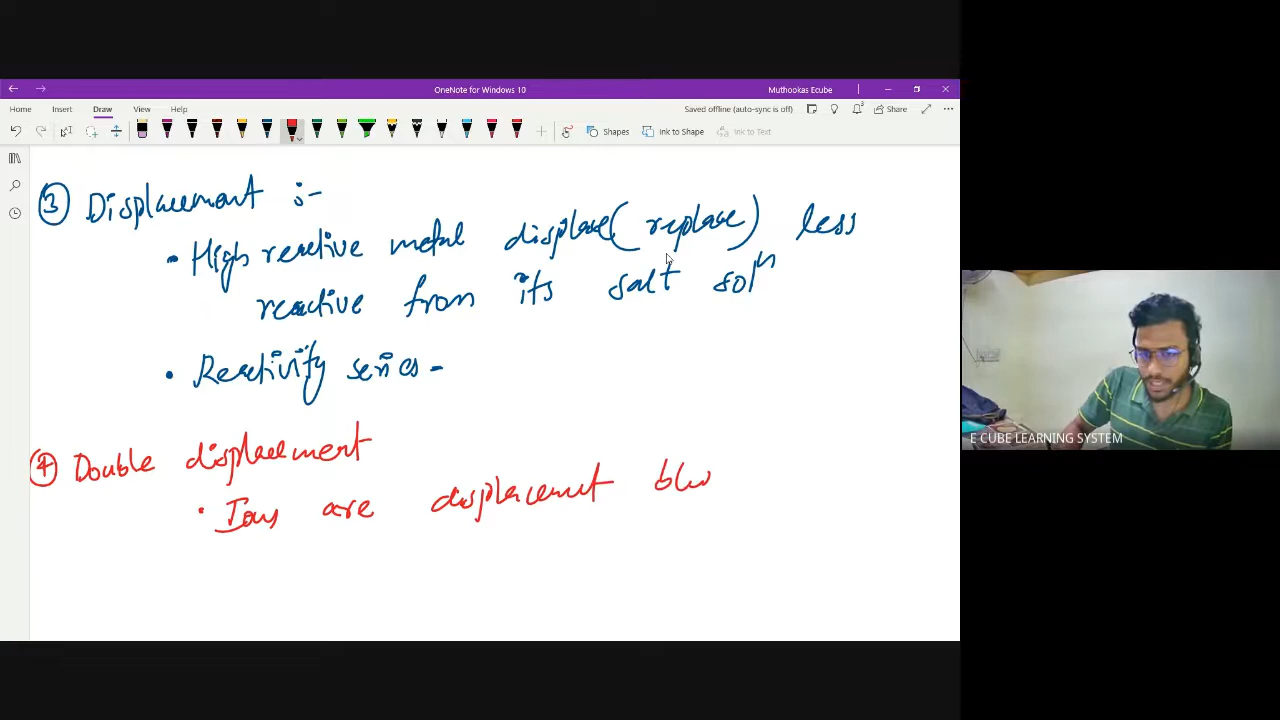 OneNote for Windows 10
Muthookas Ecube
Home Insert Draw View Help
Saved offline (auto-sync is off)
Share
Shapes
Ink to Shape
Ink to Text
3 Displacement :-
• High reactive metal displace (replace) less
reactive from its salt solⁿ
• Reactivity series -
4 Double displacement
• Ions are displacement b/w
E CUBE LEARNING SYSTEM